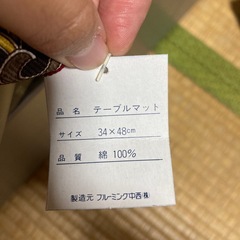 品名 テーブルマット
サイズ 34×48cm
品質 綿 100%
製造元 ブルーミング中西(株)